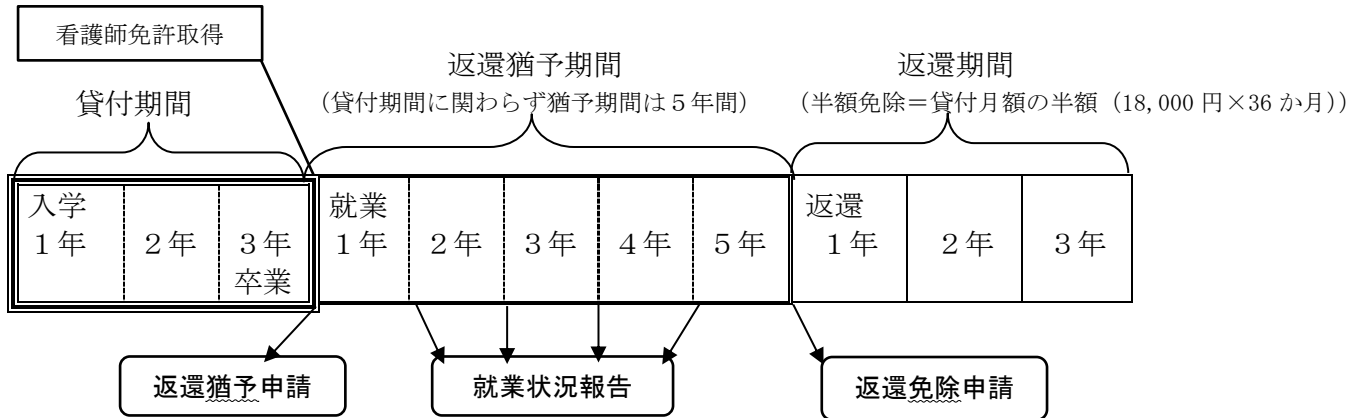 看護師免許取得
貸付期間
返還猶予期間
（貸付期間に関わらず猶予期間は５年間）
返還期間
（半額免除＝貸付月額の半額（18,000 円×36 か月））
入学
１年
２年
３年
卒業
就業
１年
２年
３年
４年
５年
返還
１年
２年
３年
返還猶予申請
就業状況報告
返還免除申請